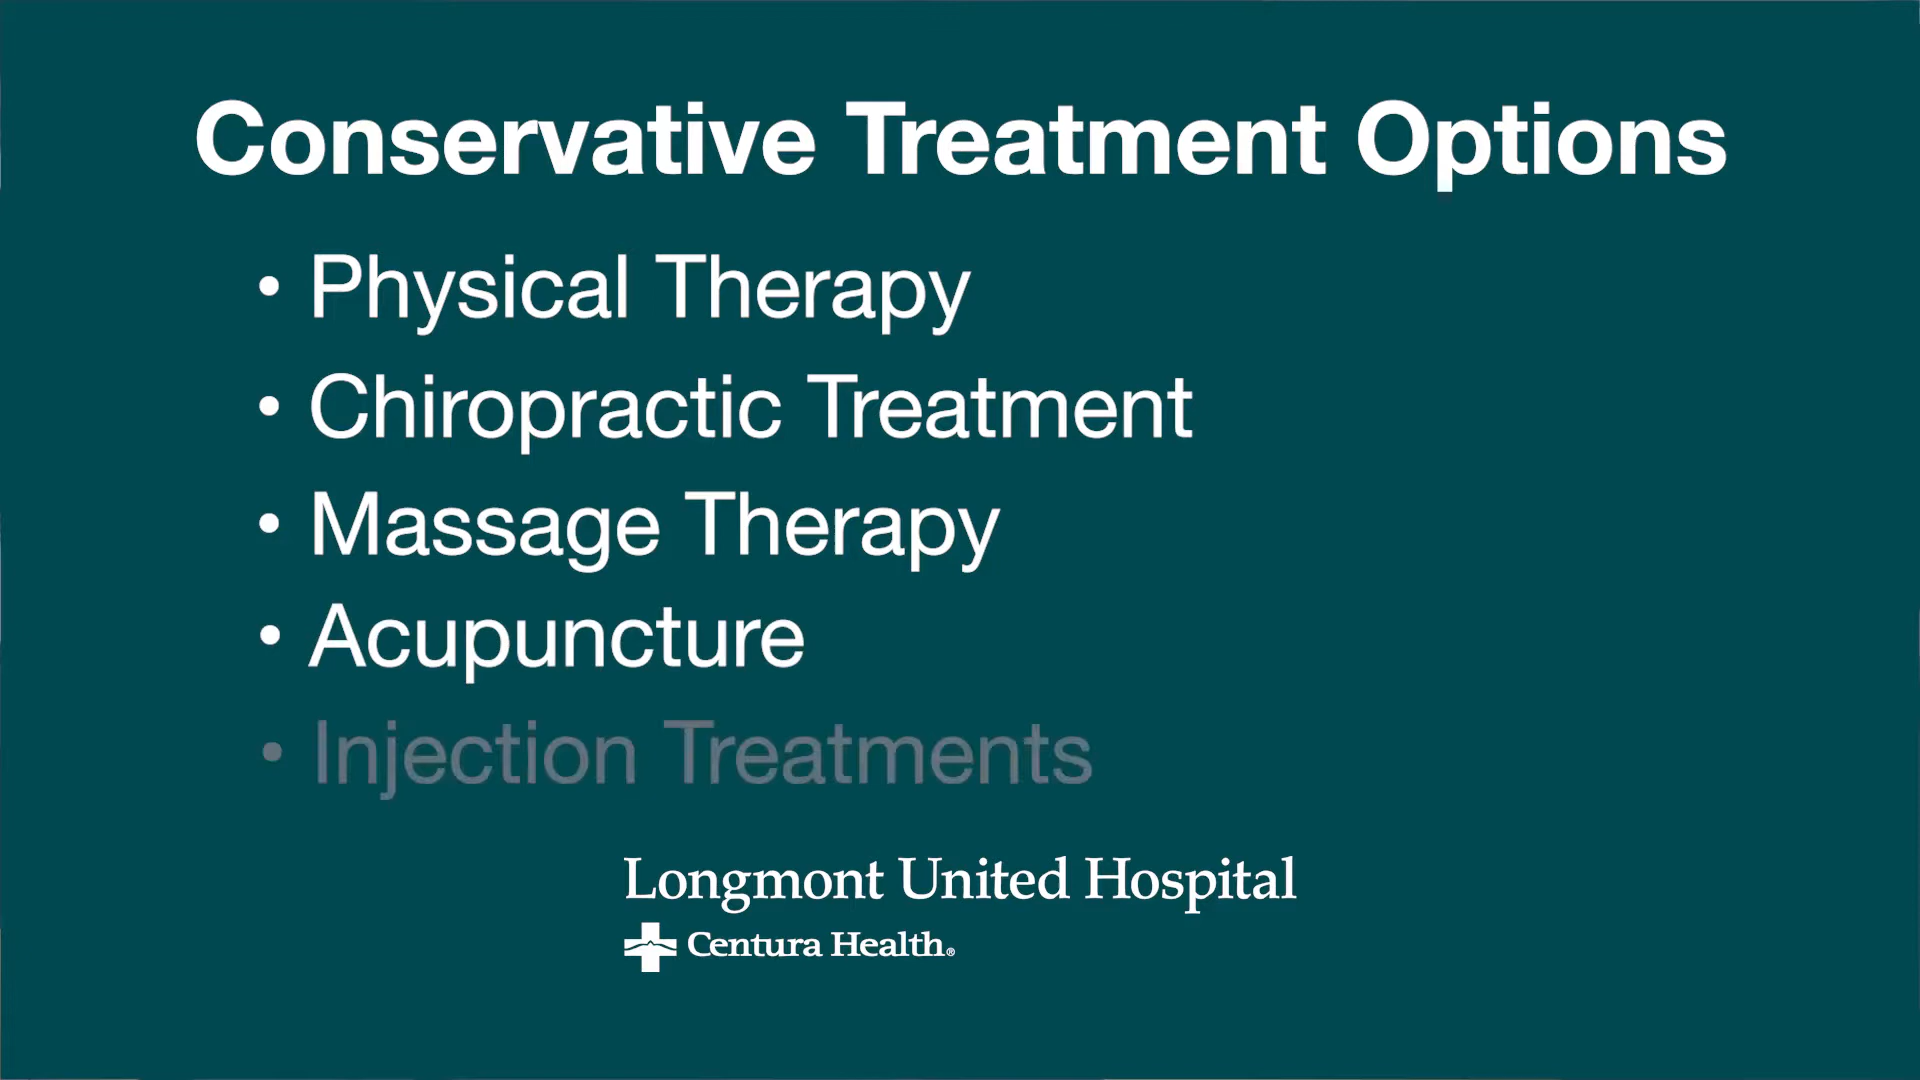 Conservative Treatment Options
• Physical Therapy
• Chiropractic Treatment
• Massage Therapy
• Acupuncture
• Injection Treatments
Longmont United Hospital
Centura Health®